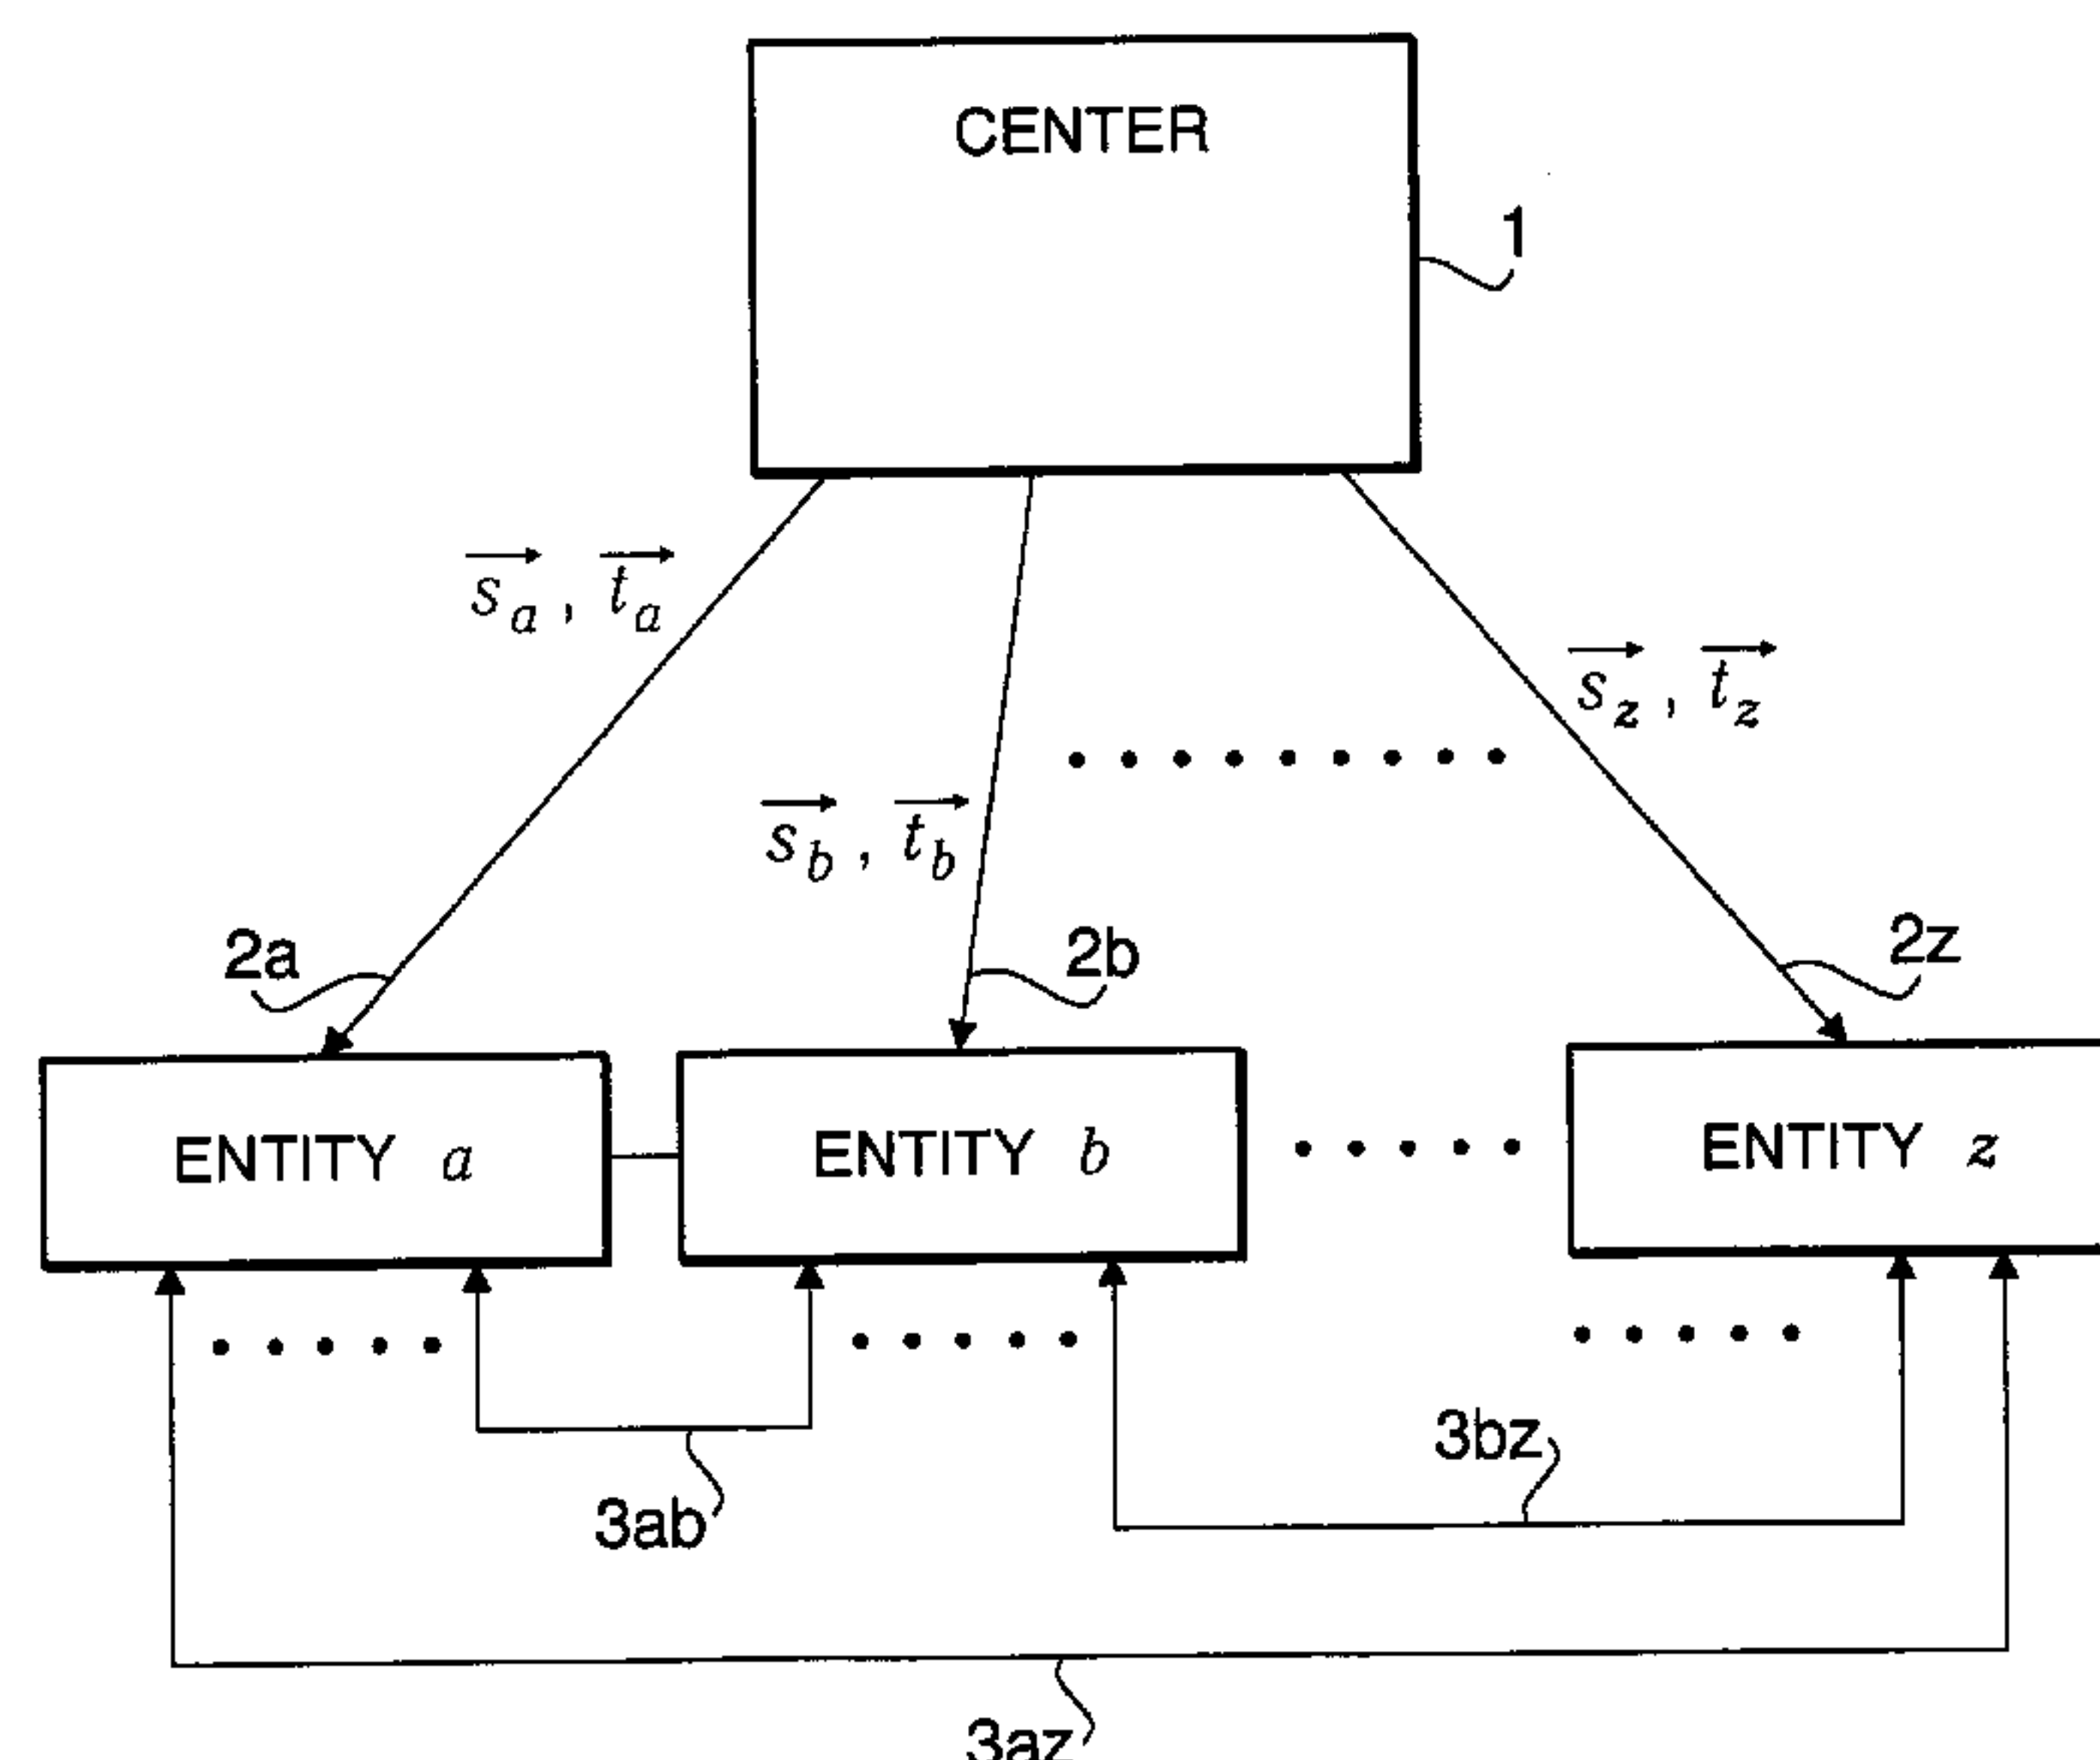 CENTER
1
s_a, t_a
s_z, t_z
s_b, t_b
2a
2b
2z
ENTITY a
ENTITY b
ENTITY z
3bz
3ab
3az